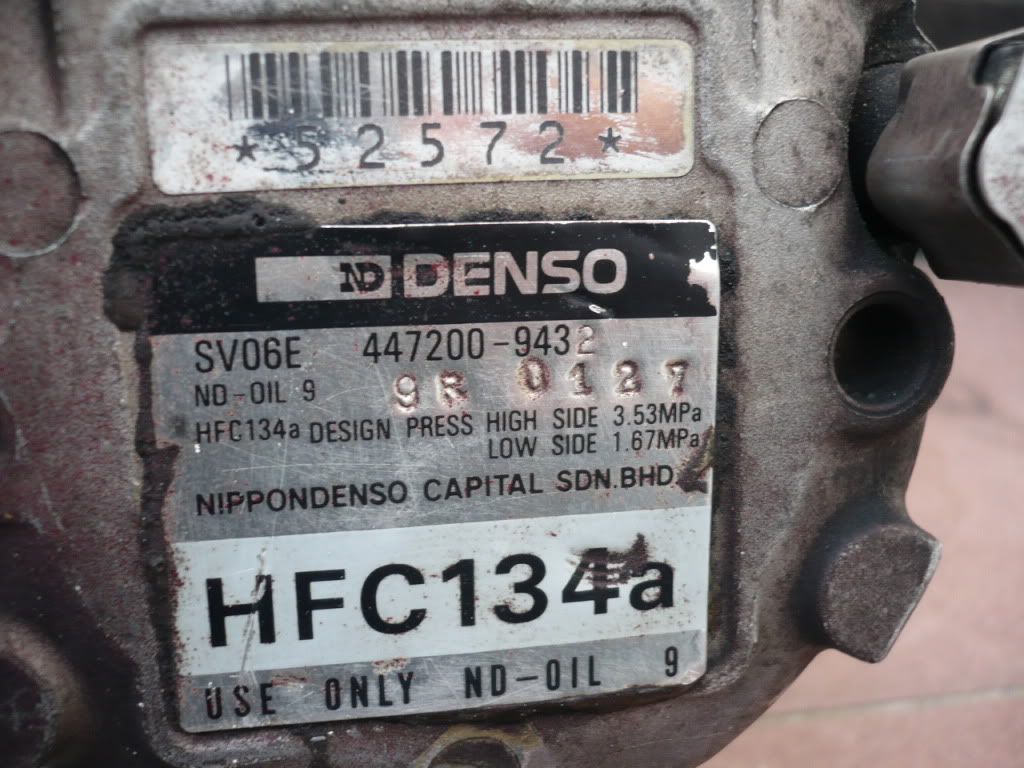 *52572*
ND DENSO
SV06E 447200-9432
ND-OIL 9 9R 0127
HFC134a DESIGN PRESS HIGH SIDE 3.53MPa
LOW SIDE 1.67MPa
NIPPONDENSO CAPITAL SDN.BHD.
HFC134a
USE ONLY ND-OIL 9